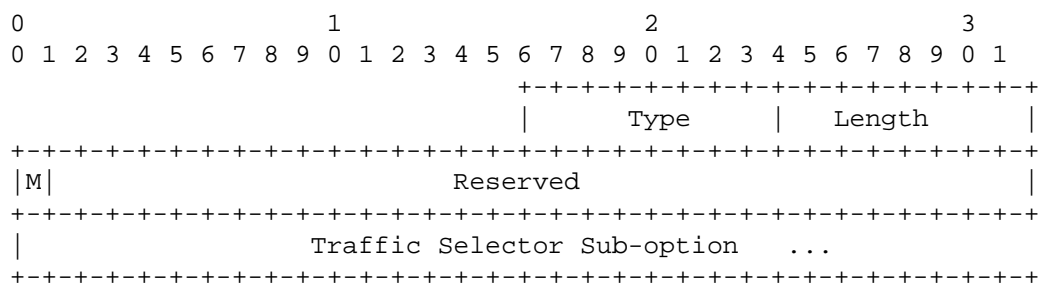 0                   1                   2                   3
0 1 2 3 4 5 6 7 8 9 0 1 2 3 4 5 6 7 8 9 0 1 2 3 4 5 6 7 8 9 0 1
                                +-+-+-+-+-+-+-+-+-+-+-+-+-+-+-+-+
                                |      Type     |   Length      |
+-+-+-+-+-+-+-+-+-+-+-+-+-+-+-+-+-+-+-+-+-+-+-+-+-+-+-+-+-+-+-+-+
|M|                         Reserved                            |
+-+-+-+-+-+-+-+-+-+-+-+-+-+-+-+-+-+-+-+-+-+-+-+-+-+-+-+-+-+-+-+-+
|                  Traffic Selector Sub-option   ...
+-+-+-+-+-+-+-+-+-+-+-+-+-+-+-+-+-+-+-+-+-+-+-+-+-+-+-+-+-+-+-+-+